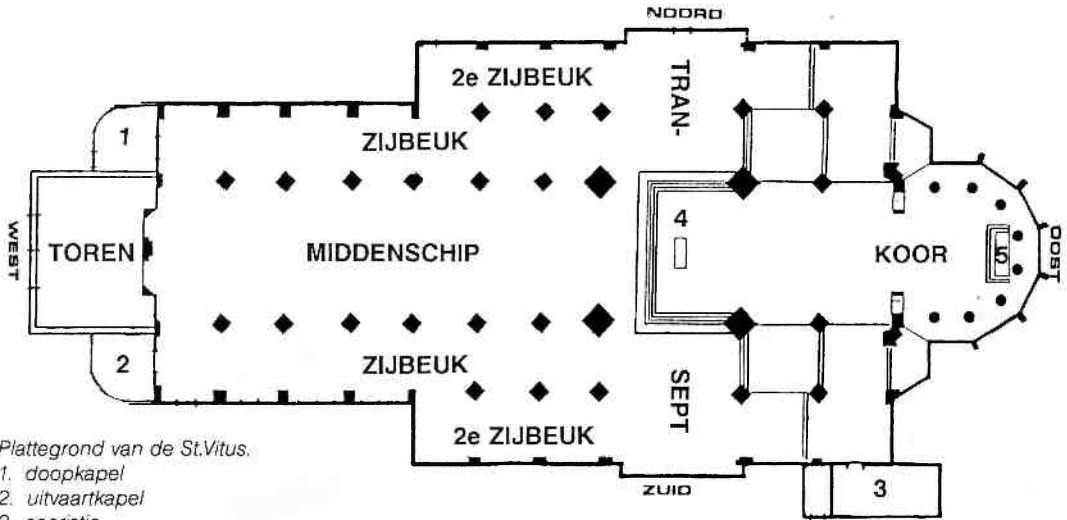 NOORD
2e ZIJBEUK
TRAN-
ZIJBEUK
1
4
WEST
TOREN
MIDDENSCHIP
KOOR
5
OOST
2
ZIJBEUK
SEPT
2e ZIJBEUK
ZUID
3
Plattegrond van de St.Vitus.
1. doopkapel
2. uitvaartkapel